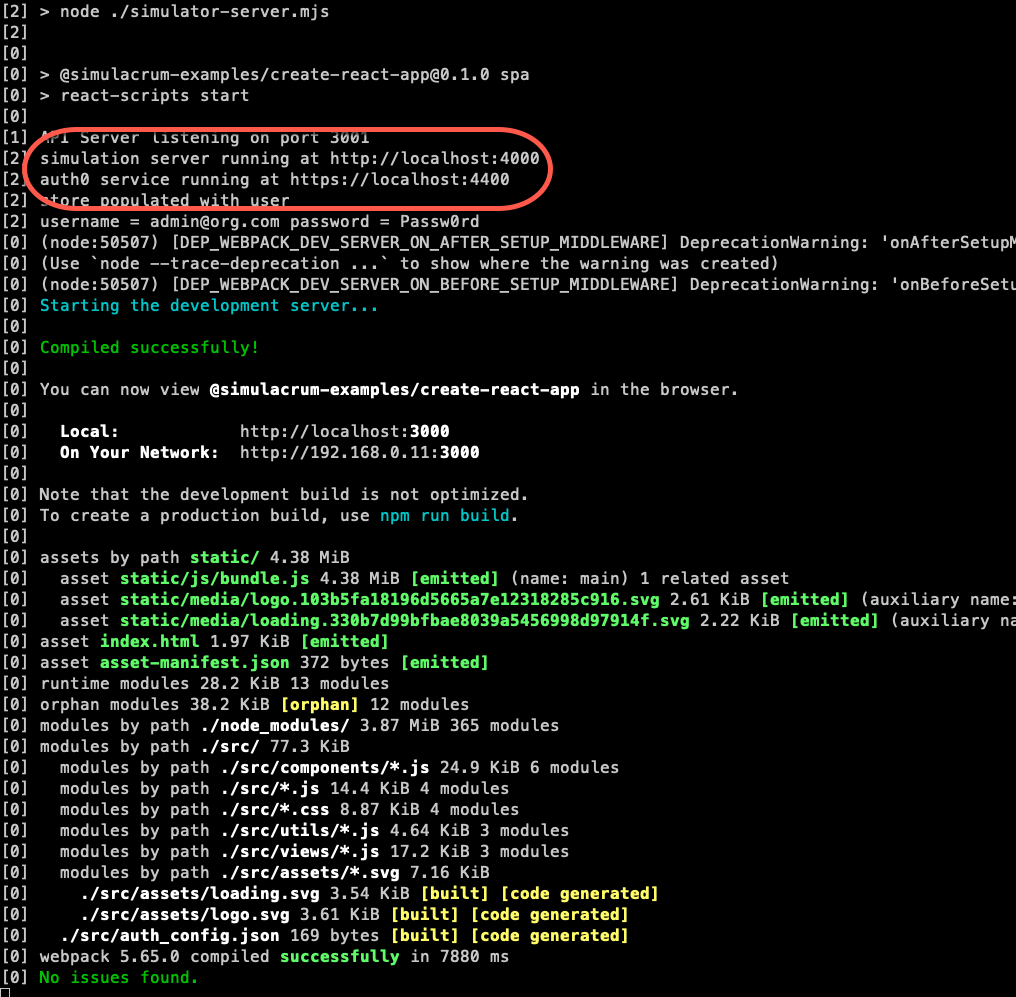 [2] > node ./simulator-server.mjs
[2]
[0]
[0] > @simulacrum-examples/create-react-app@0.1.0 spa
[0] > react-scripts start
[0]
[1] API Server listening on port 3001
[2] simulation server running at http://localhost:4000
[2] auth0 service running at https://localhost:4400
[2] store populated with user
[2] username = admin@org.com password = Passw0rd
[0] (node:50507) [DEP_WEBPACK_DEV_SERVER_ON_AFTER_SETUP_MIDDLEWARE] DeprecationWarning: 'onAfterSetupM
[0] (Use `node --trace-deprecation ...` to show where the warning was created)
[0] (node:50507) [DEP_WEBPACK_DEV_SERVER_ON_BEFORE_SETUP_MIDDLEWARE] DeprecationWarning: 'onBeforeSetu
[0] Starting the development server...
[0]
[0] Compiled successfully!
[0]
[0] You can now view @simulacrum-examples/create-react-app in the browser.
[0]
[0]   Local:            http://localhost:3000
[0]   On Your Network:  http://192.168.0.11:3000
[0]
[0] Note that the development build is not optimized.
[0] To create a production build, use npm run build.
[0]
[0] assets by path static/ 4.38 MiB
[0]   asset static/js/bundle.js 4.38 MiB [emitted] (name: main) 1 related asset
[0]   asset static/media/logo.103b5fa18196d5665a7e12318285c916.svg 2.61 KiB [emitted] (auxiliary name:
[0]   asset static/media/loading.330b7d99bfbae8039a5456998d97914f.svg 2.22 KiB [emitted] (auxiliary na
[0] asset index.html 1.97 KiB [emitted]
[0] asset asset-manifest.json 372 bytes [emitted]
[0] runtime modules 28.2 KiB 13 modules
[0] orphan modules 38.2 KiB [orphan] 12 modules
[0] modules by path ./node_modules/ 3.87 MiB 365 modules
[0] modules by path ./src/ 77.3 KiB
[0]   modules by path ./src/components/*.js 24.9 KiB 6 modules
[0]   modules by path ./src/*.js 14.4 KiB 4 modules
[0]   modules by path ./src/*.css 8.87 KiB 4 modules
[0]   modules by path ./src/utils/*.js 4.64 KiB 3 modules
[0]   modules by path ./src/views/*.js 17.2 KiB 3 modules
[0]   modules by path ./src/assets/*.svg 7.16 KiB
[0]     ./src/assets/loading.svg 3.54 KiB [built] [code generated]
[0]     ./src/assets/logo.svg 3.61 KiB [built] [code generated]
[0]   ./src/auth_config.json 169 bytes [built] [code generated]
[0] webpack 5.65.0 compiled successfully in 7880 ms
[0] No issues found.